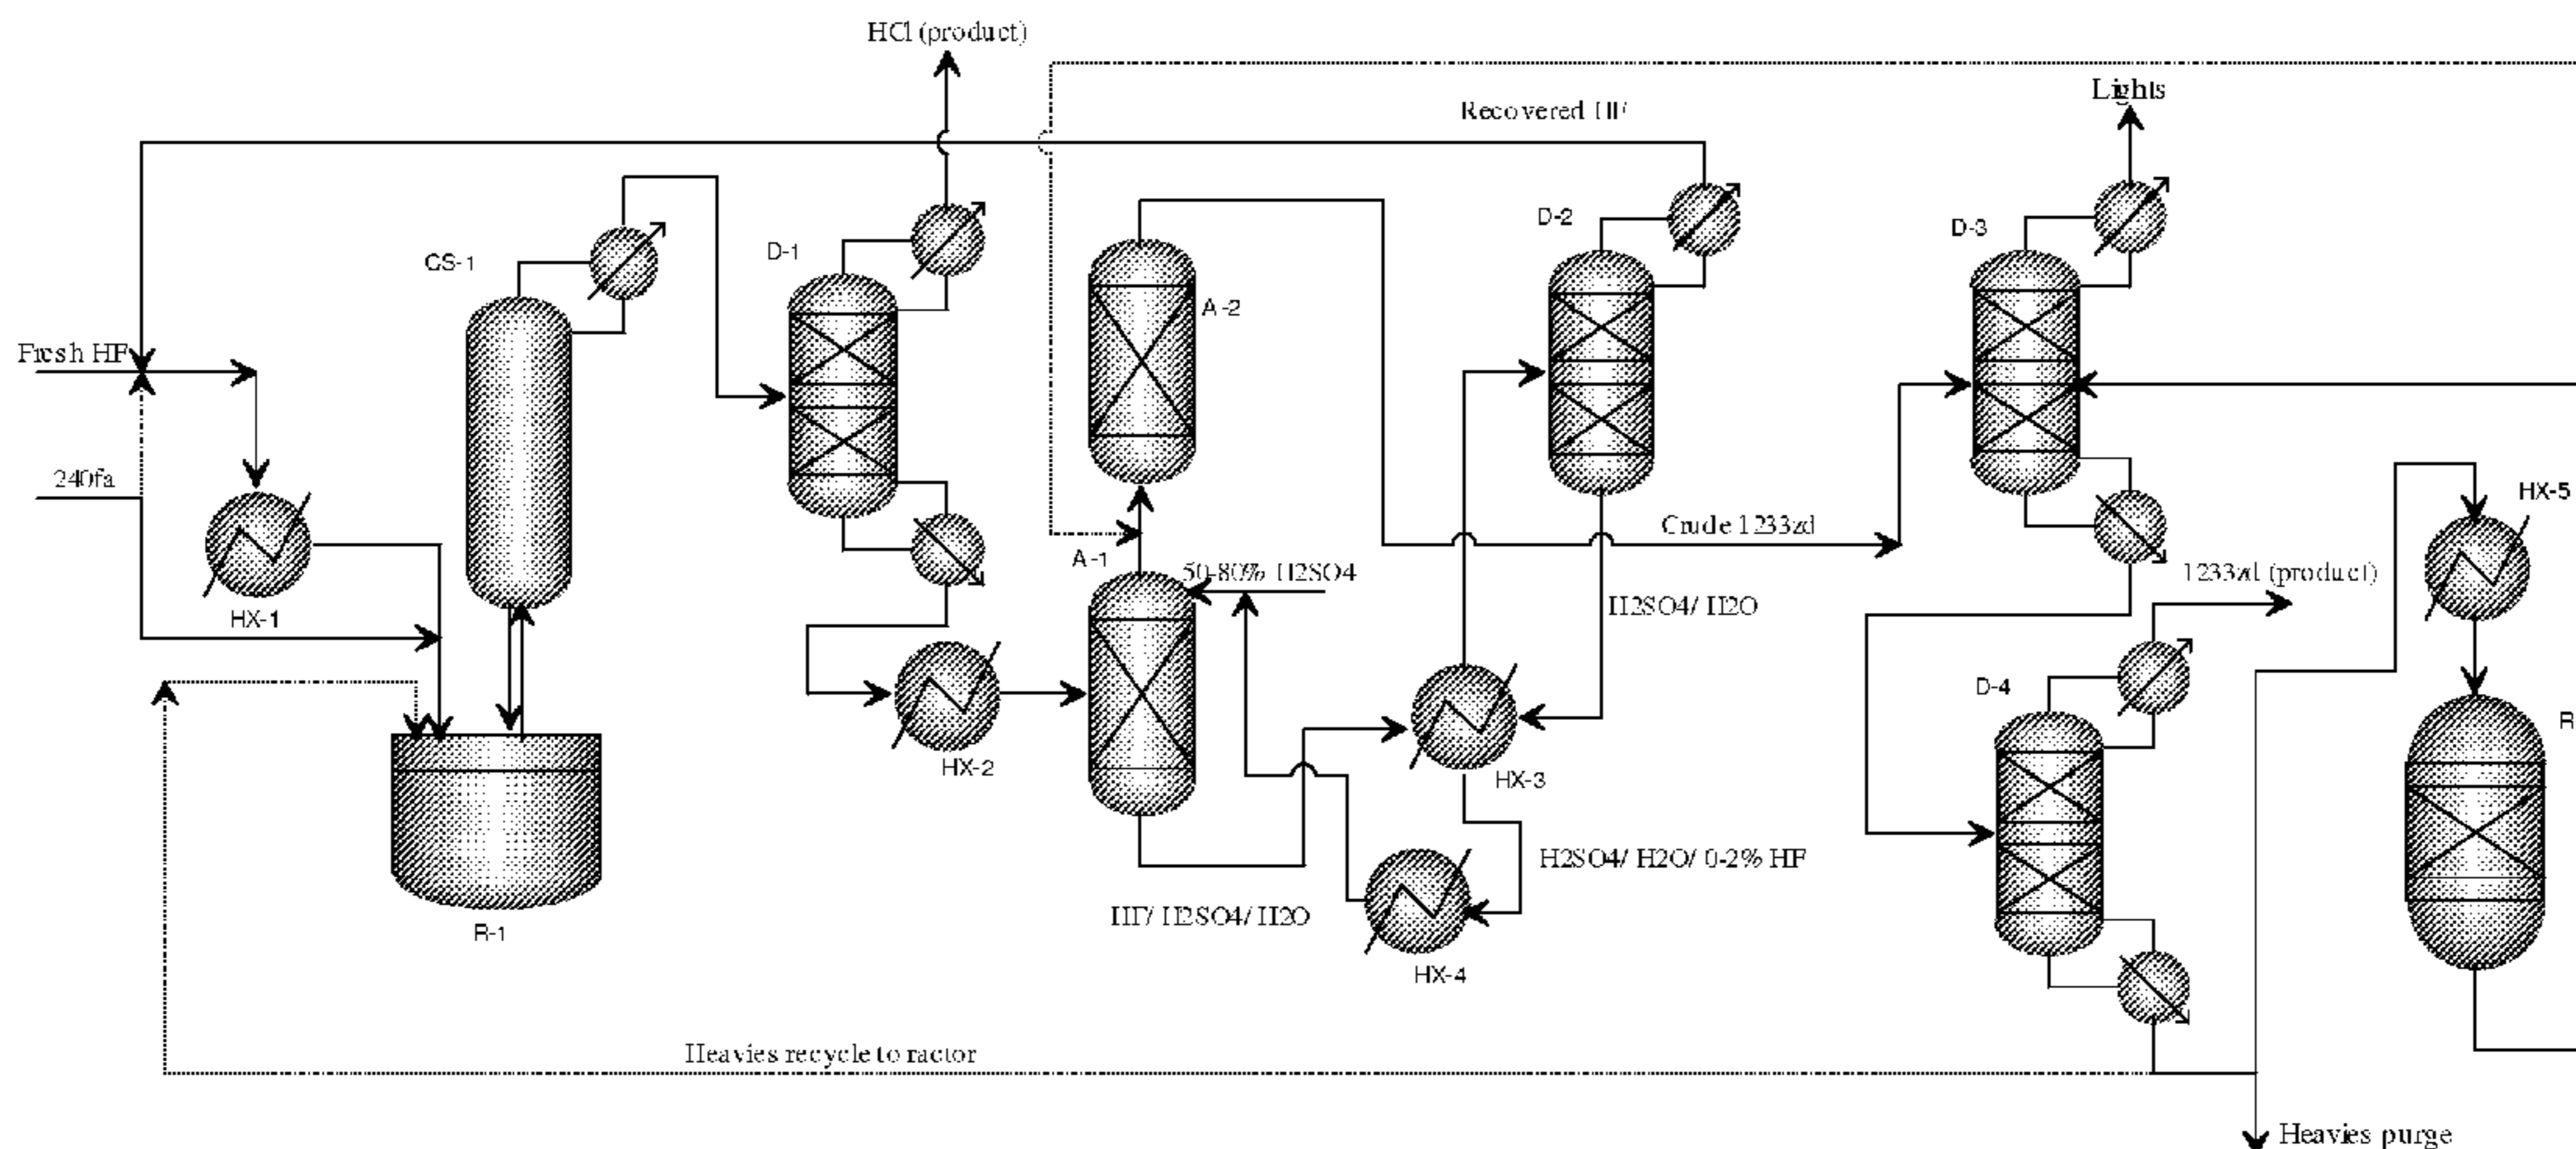 HCl (product)
Lights
Recovered HF
D-2
D-3
CS-1
D-1
A-2
Fresh HF
240fa
HX-5
Crude 1233zd
A-1
50-80% H2SO4
1233zd (product)
H2SO4/ H2O
HX-1
D-4
R
HX-2
HX-3
H2SO4/ H2O/ 0-2% HF
HF/ H2SO4/ H2O
R-1
HX-4
Heavies recycle to ractor
Heavies purge